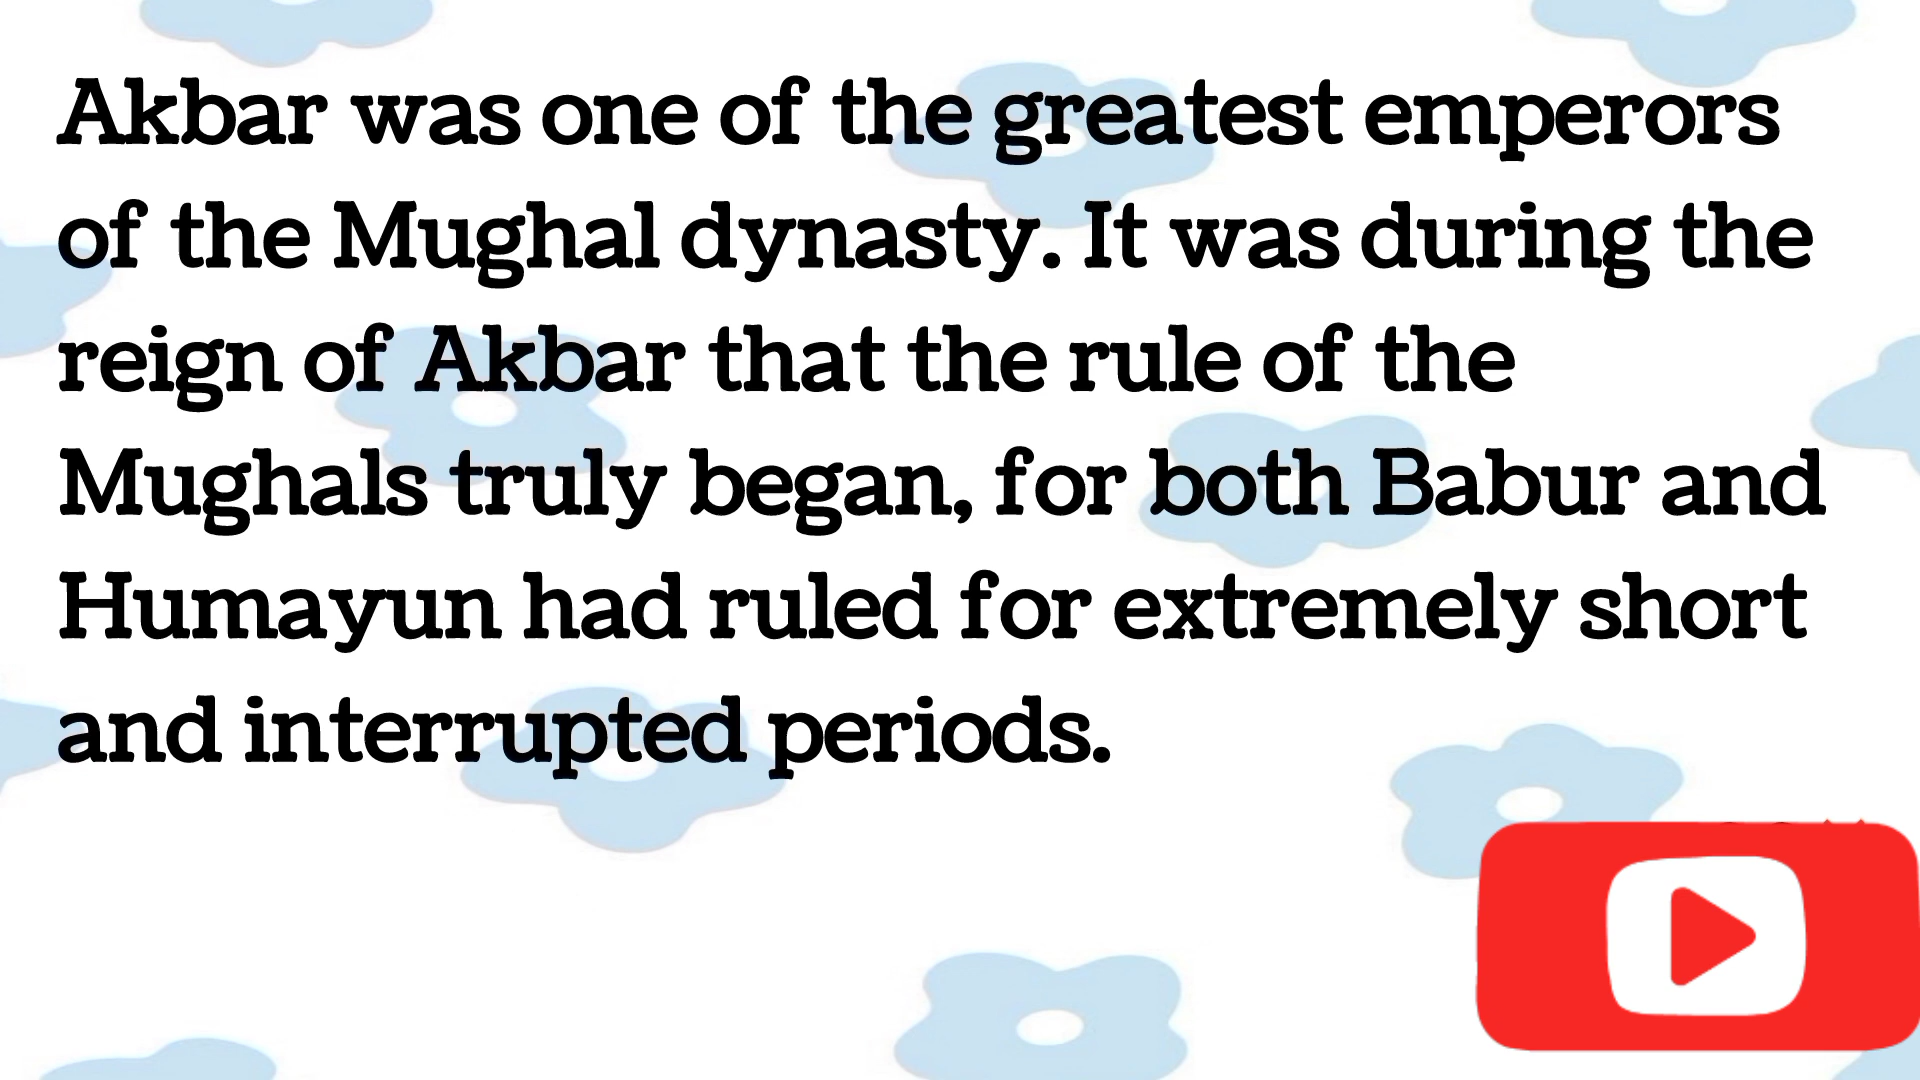 Akbar was one of the greatest emperors
of the Mughal dynasty. It was during the
reign of Akbar that the rule of the
Mughals truly began, for both Babur and
Humayun had ruled for extremely short
and interrupted periods.